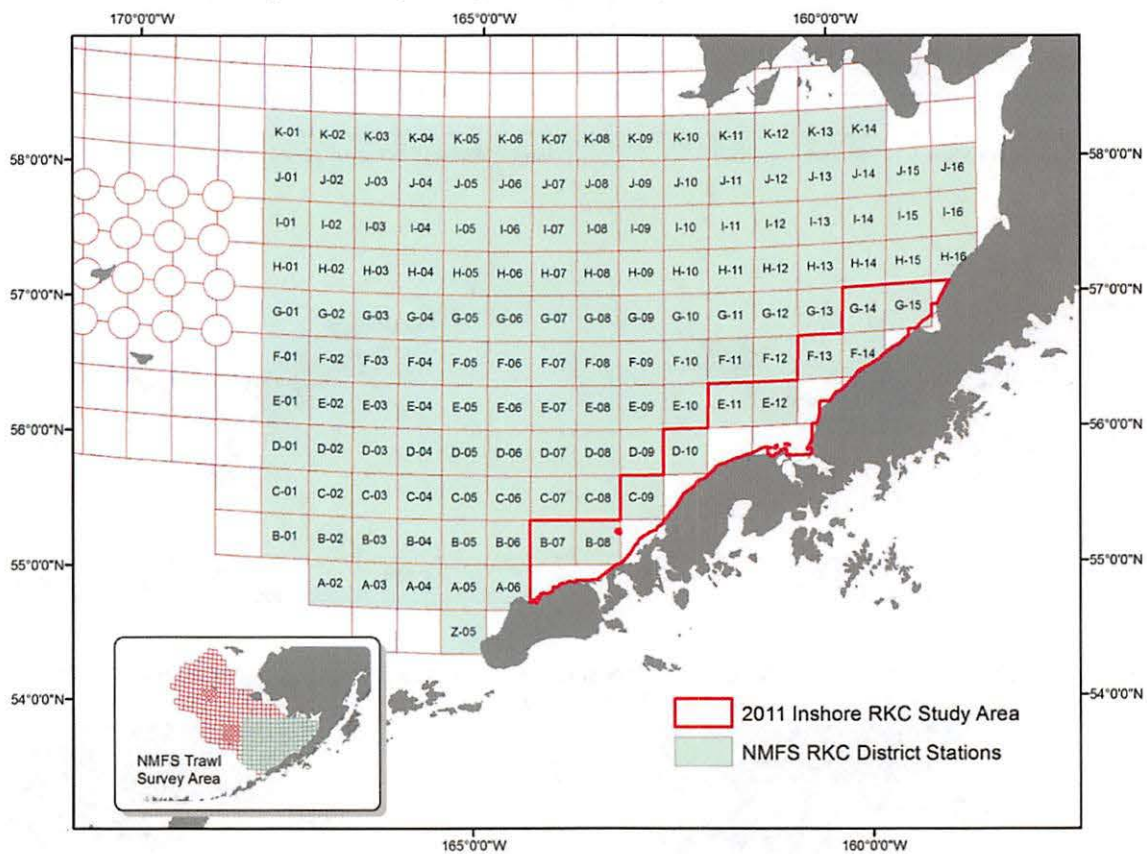 170°0'0"W 165°0'0"W 160°0'0"W
K-01 K-02 K-03 K-04 K-05 K-06 K-07 K-08 K-09 K-10 K-11 K-12 K-13 K-14
58°0'0"N 58°0'0"N
J-01 J-02 J-03 J-04 J-05 J-06 J-07 J-08 J-09 J-10 J-11 J-12 J-13 J-14 J-15 J-16
I-01 I-02 I-03 I-04 I-05 I-06 I-07 I-08 I-09 I-10 I-11 I-12 I-13 I-14 I-15 I-16
H-01 H-02 H-03 H-04 H-05 H-06 H-07 H-08 H-09 H-10 H-11 H-12 H-13 H-14 H-15 H-16
57°0'0"N 57°0'0"N
G-01 G-02 G-03 G-04 G-05 G-06 G-07 G-08 G-09 G-10 G-11 G-12 G-13 G-14 G-15
F-01 F-02 F-03 F-04 F-05 F-06 F-07 F-08 F-09 F-10 F-11 F-12 F-13 F-14
E-01 E-02 E-03 E-04 E-05 E-06 E-07 E-08 E-09 E-10 E-11 E-12
56°0'0"N 56°0'0"N
D-01 D-02 D-03 D-04 D-05 D-06 D-07 D-08 D-09 D-10
C-01 C-02 C-03 C-04 C-05 C-06 C-07 C-08 C-09
B-01 B-02 B-03 B-04 B-05 B-06 B-07 B-08
55°0'0"N 55°0'0"N
A-02 A-03 A-04 A-05 A-06
Z-05
54°0'0"N 54°0'0"N
NMFS Trawl
Survey Area
2011 Inshore RKC Study Area
NMFS RKC District Stations
165°0'0"W 160°0'0"W